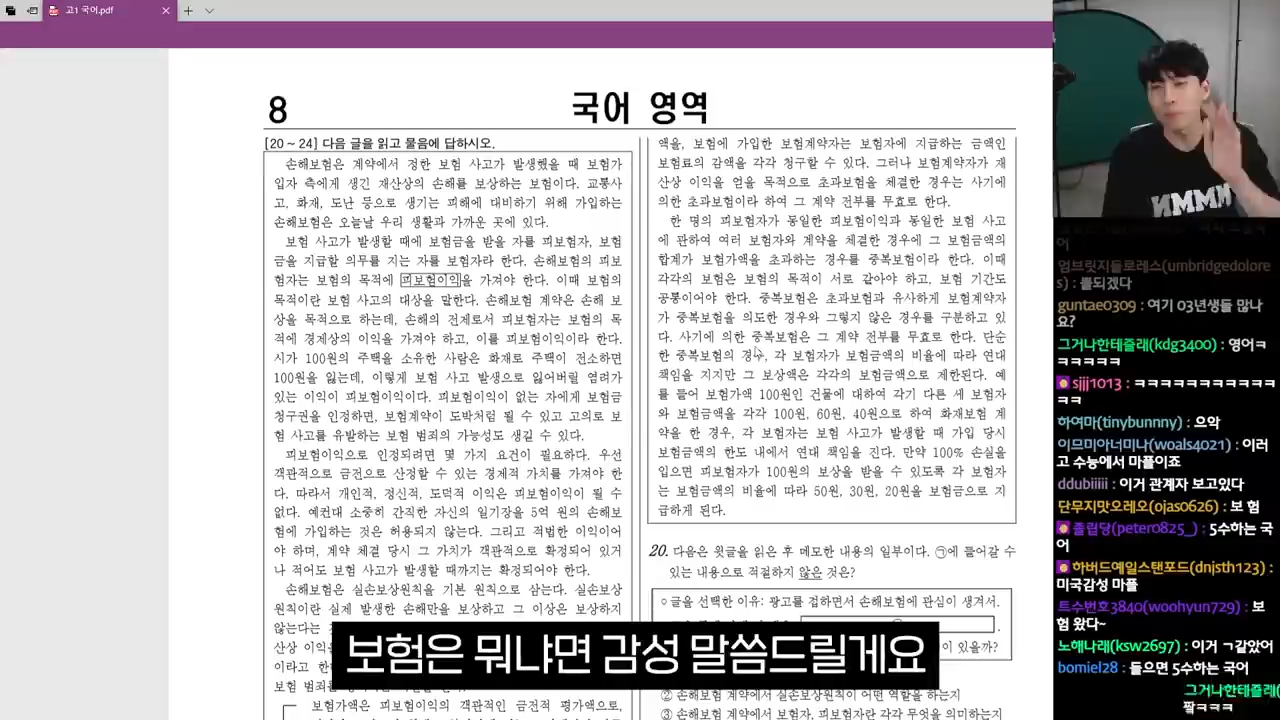 고1 국어.pdf
8
국어 영역
[20 ~ 24] 다음 글을 읽고 물음에 답하시오.
손해보험은 계약에서 정한 보험 사고가 발생했을 때 보험가
입자 측에게 생긴 재산상의 손해를 보상하는 보험이다. 교통사
고, 화재, 도난 등으로 생기는 피해에 대비하기 위해 가입하는
손해보험은 오늘날 우리 생활과 가까운 곳에 있다.
보험 사고가 발생할 때에 보험금을 받을 자를 피보험자, 보험
금을 지급할 의무를 지는 자를 보험자라 한다. 손해보험의 피보
험자는 보험의 목적에 피보험이익을 가져야 한다. 이때 보험의
목적이란 보험 사고의 대상을 말한다. 손해보험 계약은 손해 보
상을 목적으로 하는데, 손해의 전제로서 피보험자는 보험의 목
적에 경제상의 이익을 가져야 하고, 이를 피보험이익이라 한다.
시가 100원의 주택을 소유한 사람은 화재로 주택이 전소하면
100원을 잃는데, 이렇게 보험 사고 발생으로 잃어버릴 염려가
있는 이익이 피보험이익이다. 피보험이익이 없는 자에게 보험금
청구권을 인정하면, 보험계약이 도박처럼 될 수 있고 고의로 보
험 사고를 유발하는 보험 범죄의 가능성도 생길 수 있다.
피보험이익으로 인정되려면 몇 가지 요건이 필요하다. 우선
객관적으로 금전으로 산정할 수 있는 경제적 가치를 가져야 한
다. 따라서 개인적, 정신적, 도덕적 이익은 피보험이익이 될 수
없다. 예컨대 소중히 간직한 자신의 일기장을 5억 원의 손해보
험에 가입하는 것은 허용되지 않는다. 그리고 적법한 이익이어
야 하며, 계약 체결 당시 그 가치가 객관적으로 확정되어 있거
나 적어도 보험 사고가 발생할 때까지는 확정되어야 한다.
손해보험은 실손보상원칙을 기본 원칙으로 삼는다. 실손보상
원칙이란 실제 발생한 손해만을 보상하고 그 이상은 보상하지
않는다는
산상 이익
이라고 한
보험 범죄
보험가액은 피보험이익의 객관적인 금전적 평가액으로,
액을, 보험에 가입한 보험계약자는 보험자에 지급하는 금액인
보험료의 감액을 각각 청구할 수 있다. 그러나 보험계약자가 재
산상 이익을 얻을 목적으로 초과보험을 체결한 경우는 사기에
의한 초과보험이라 하여 그 계약 전부를 무효로 한다.
한 명의 피보험자가 동일한 피보험이익과 동일한 보험 사고
에 관하여 여러 보험자와 계약을 체결한 경우에 그 보험금액의
합계가 보험가액을 초과하는 경우를 중복보험이라 한다. 이때
각각의 보험은 보험의 목적이 서로 같아야 하고, 보험 기간도
공통이어야 한다. 중복보험은 초과보험과 유사하게 보험계약자
가 중복보험을 의도한 경우와 그렇지 않은 경우를 구분하고 있
다. 사기에 의한 중복보험은 그 계약 전부를 무효로 한다. 단순
한 중복보험의 경우, 각 보험자가 보험금액의 비율에 따라 연대
책임을 지지만 그 보상액은 각각의 보험금액으로 제한된다. 예
를 들어 보험가액 100원인 건물에 대하여 각기 다른 세 보험자
와 보험금액을 각각 100원, 60원, 40원으로 하여 화재보험 계
약을 한 경우, 각 보험자는 보험 사고가 발생할 때 가입 당시
보험금액의 한도 내에서 연대 책임을 진다. 만약 100% 손실을
입으면 피보험자가 100원의 보상을 받을 수 있도록 각 보험자
는 보험금액의 비율에 따라 50원, 30원, 20원을 보험금으로 지
급하게 된다.
20. 다음은 윗글을 읽은 후 메모한 내용의 일부이다. ㉠에 들어갈 수
있는 내용으로 적절하지 않은 것은?
○ 글을 선택한 이유: 광고를 접하면서 손해보험에 관심이 생겨서.
이 있을까?
② 손해보험 계약에서 실손보상원칙이 어떤 역할을 하는지
③ 손해보험 계약에서 보험자, 피보험자란 각각 무엇을 의미하는지
보험은 뭐냐면 감성 말씀드릴게요
어
엄브릿지돌로레스(umbridgedolore
s) : 뽈되겠다
guntae0309 : 여기 03년생들 많나
요?
그거나한테즐래(kdg3400) : 영어ㅋ
ㅋㅋㅋㅋㅋ
sjjj1013 : ㅋㅋㅋㅋㅋㅋㅋㅋㅋㅋㅋ
ㅋㅋ
하여마(tinybunnny) : 으악
이므미아너미나(woals4021) : 이러
고 수능에서 마플이죠
ddubiiiii : 이거 관계자 보고있다
단무지맛오레오(ojas0626) : 보 험
졸립당(peter0825_) : 5수하는 국
어
하버드예일스탠포드(dnjsth123) :
미국감성 마플
트수번호3840(woohyun729) : 보
험 왔다~
노해나래(ksw2697) : 이거 ㄱ같았어
bomiel28 : 들으면 5수하는 국어
그거나한테즐래(
팤ㅋㅋㅋ